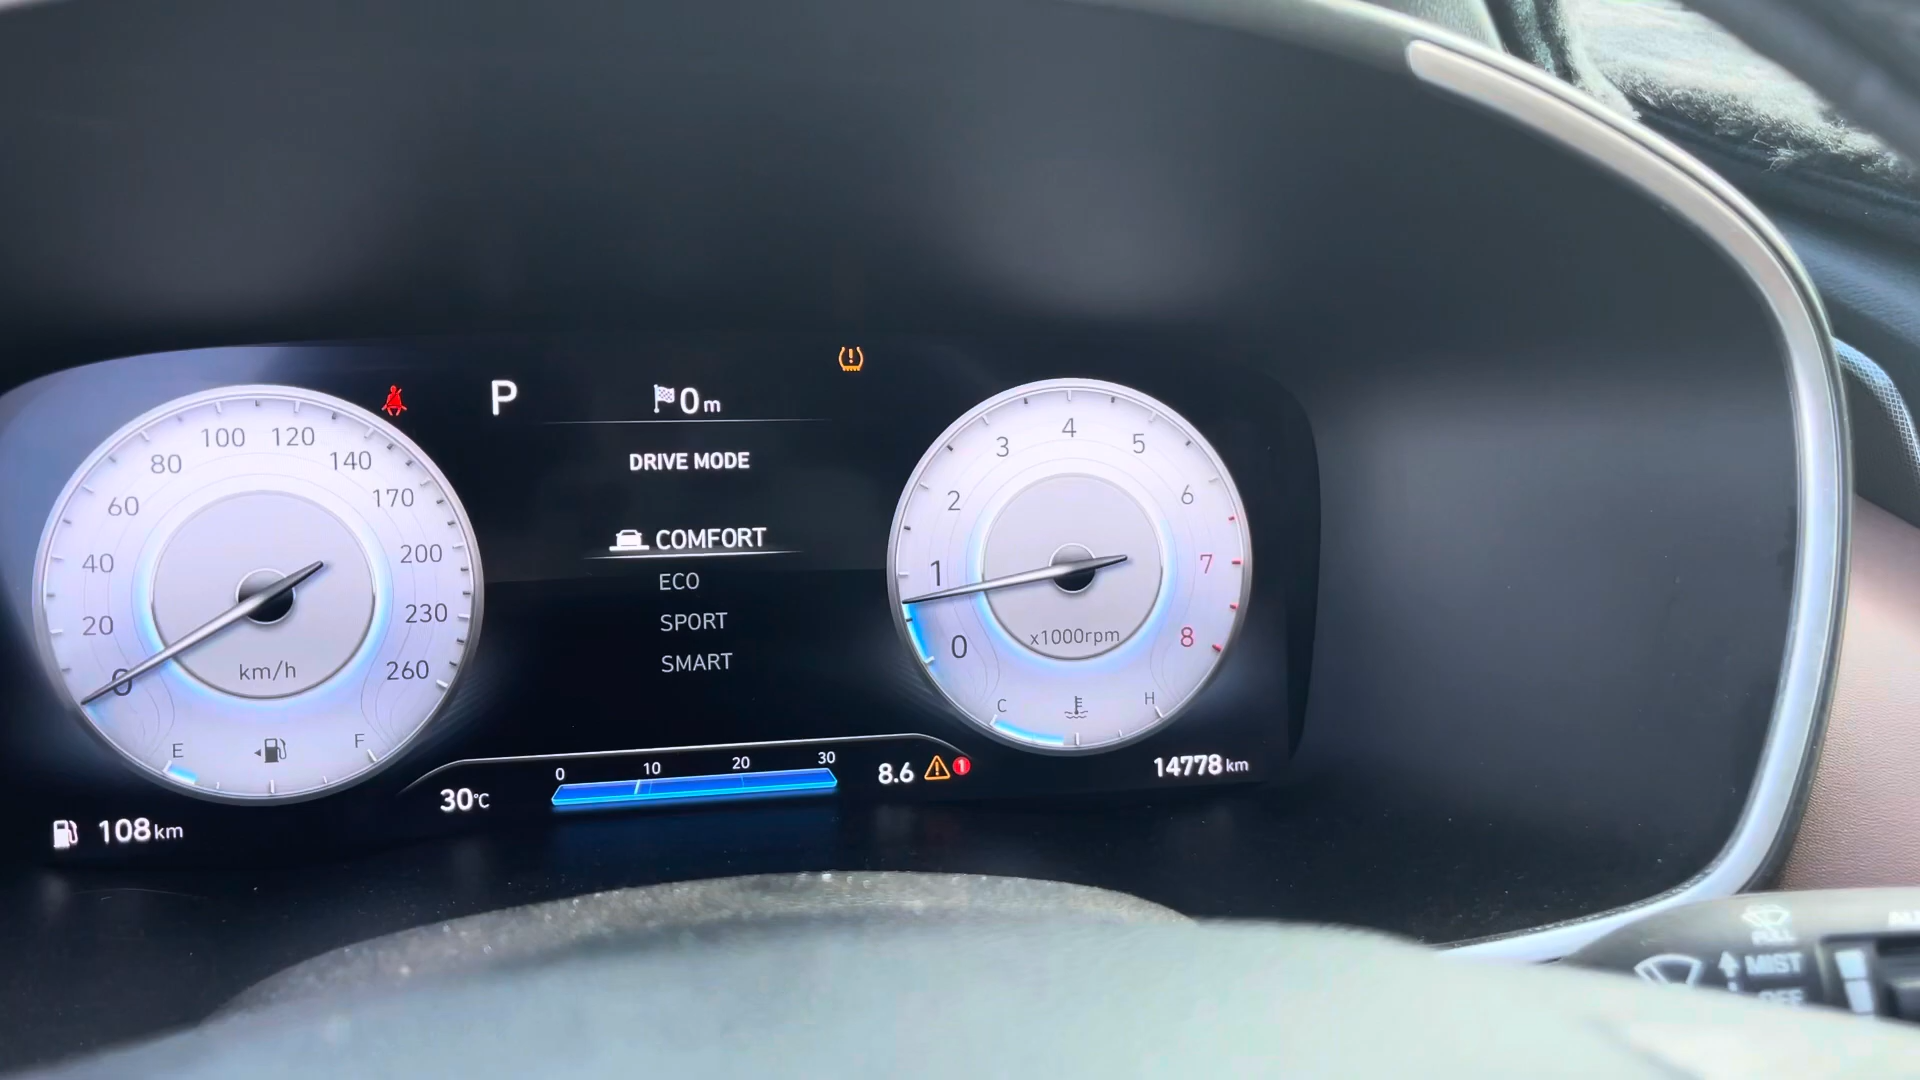 P
0 m
DRIVE MODE
COMFORT
ECO
SPORT
SMART
0
20
40
60
80
100
120
140
170
200
230
260
km/h
E
F
0
1
2
3
4
5
6
7
8
x1000rpm
C
H
108 km
30°C
0 10 20 30
8.6
1
14778 km
MIST
OFF